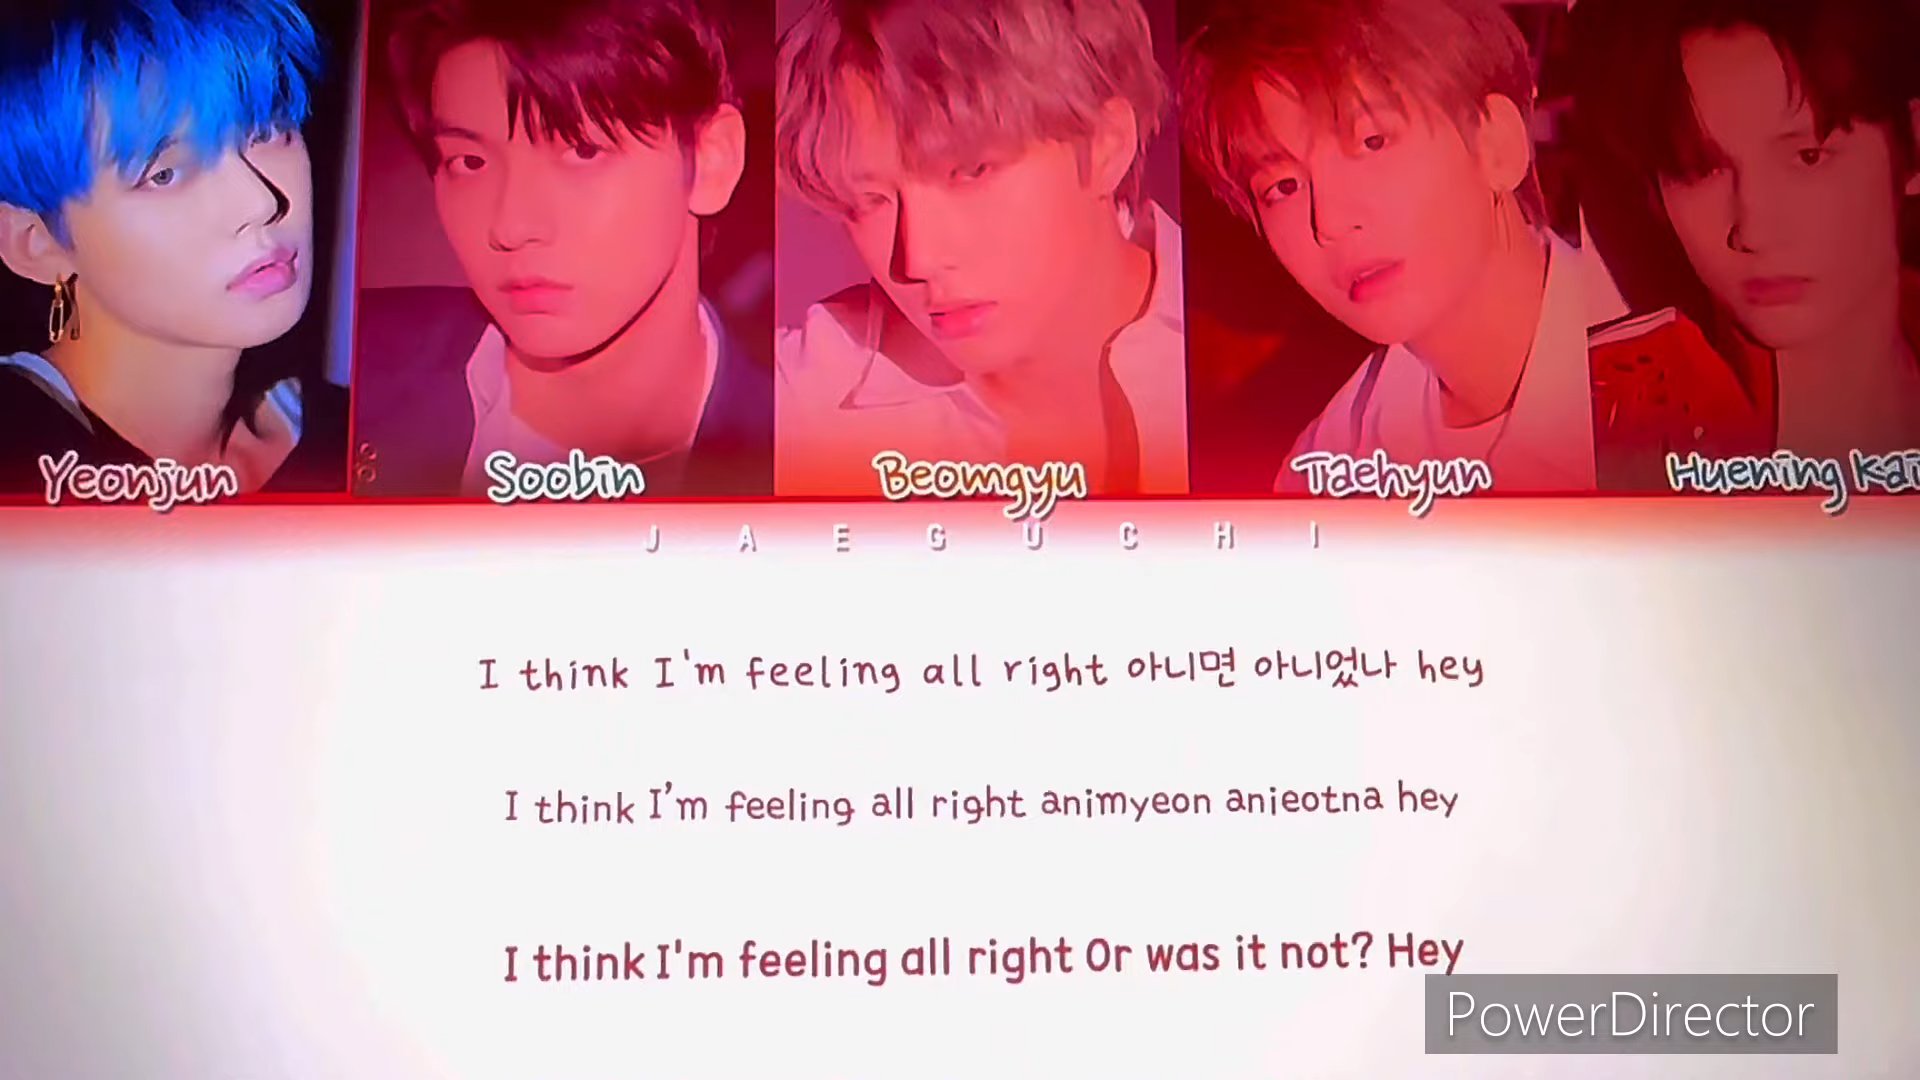 Yeonjun Soobin Beomgyu Taehyun Huening Kai
J A E G U C H I
I think I'm feeling all right 아니면 아니었나 hey
I think I'm feeling all right animyeon anieotna hey
I think I'm feeling all right Or was it not? Hey
PowerDirector